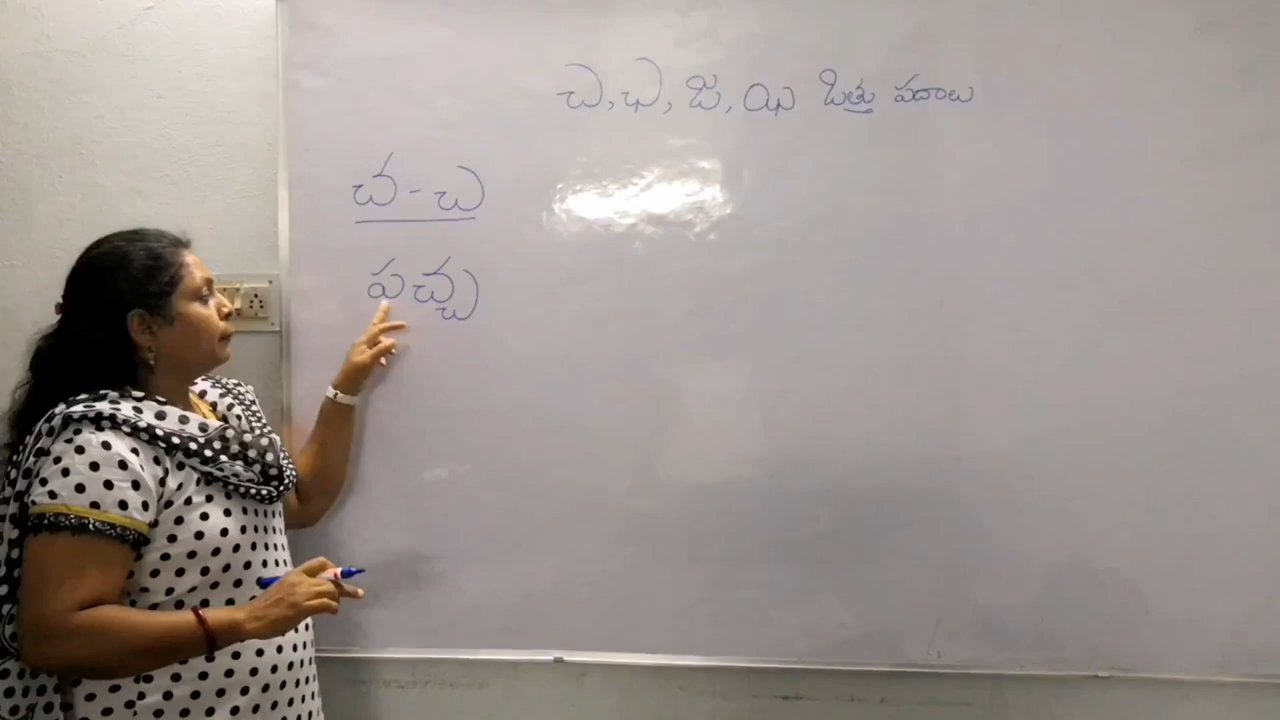 చ, ఛ, జ, ఝ ఒత్తు పదాలు
చ - చ
పచ్చ